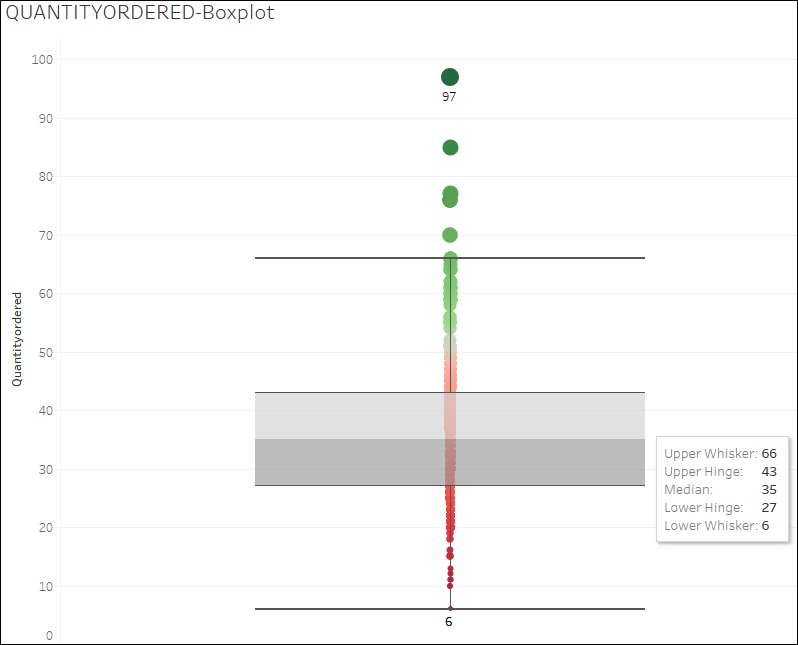 QUANTITYORDERED-Boxplot
100
97
90
80
70
60
50
40
30
20
10
0
Quantityordered
6
Upper Whisker: 66
Upper Hinge: 43
Median: 35
Lower Hinge: 27
Lower Whisker: 6